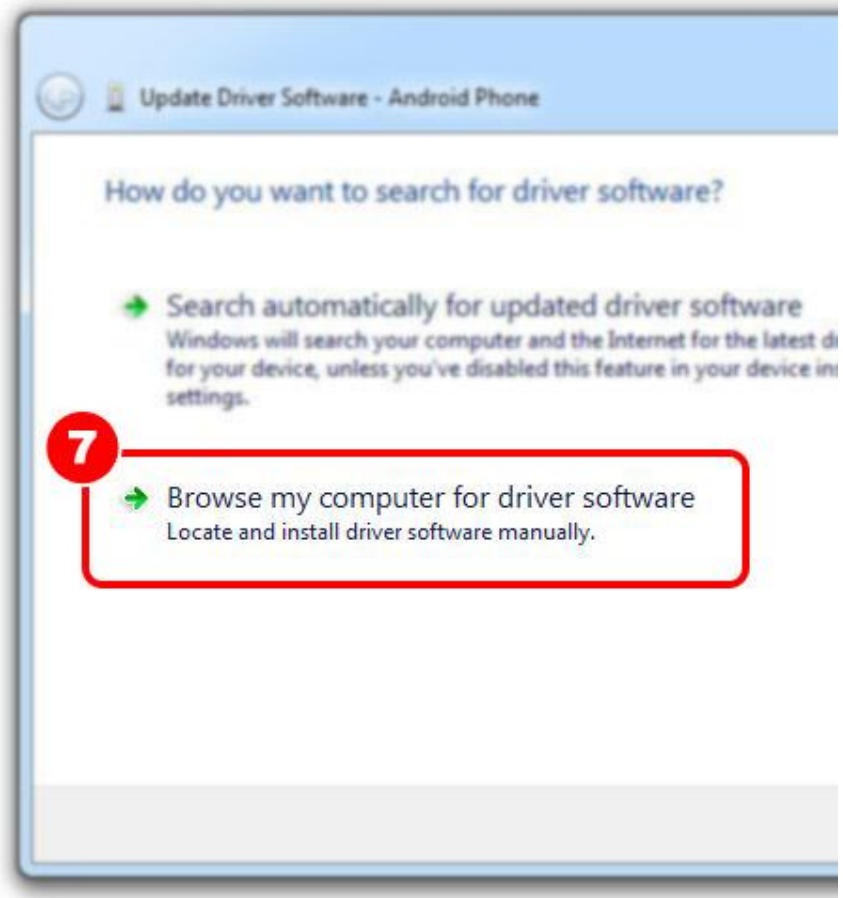 Update Driver Software - Android Phone
How do you want to search for driver software?
Search automatically for updated driver software
Windows will search your computer and the Internet for the latest
for your device, unless you've disabled this feature in your device
settings.
7
Browse my computer for driver software
Locate and install driver software manually.